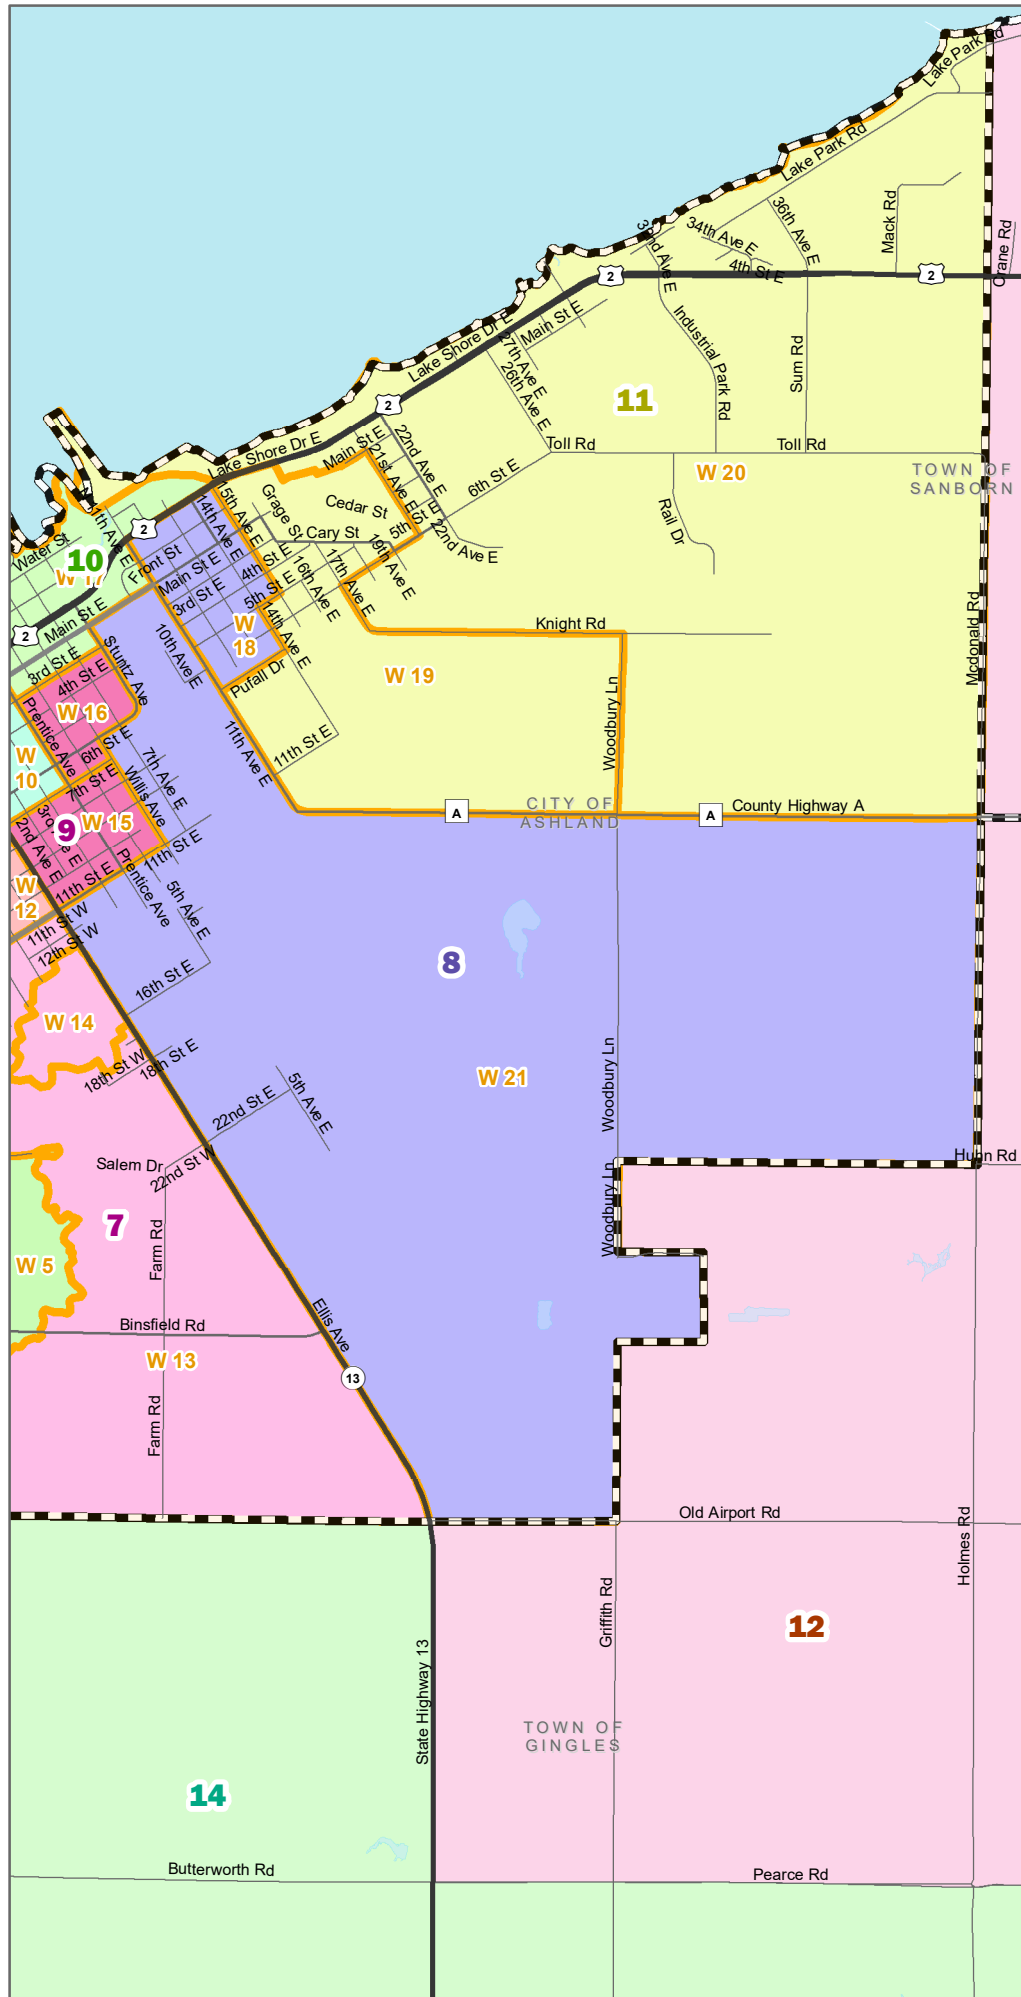 Lake Park Rd
Lake Park Rd
36th Ave E
34th Ave E
Mack Rd
Crane Rd
4th St E
2
2
Main St E
Lake Shore Dr E
27th Ave E
26th Ave E
Industrial Park Rd
Sum Rd
11
2
Toll Rd
Toll Rd
W 20
TOWN OF
SANBORN
Lake Shore Dr E
Main St E
22nd Ave E
21st Ave E
6th St E
15th Ave E
14th Ave E
Grage St
Cedar St
5th St E
Cary St
22nd Ave E
Rail Dr
2
Water St
10
W 17
Front St
Main St E
3rd St E
4th St E
5th St E
16th Ave E
17th Ave E
19th Ave E
Knight Rd
Mcdonald Rd
2
Main St E
W
18
14th Ave E
10th Ave E
Pufall Dr
3rd St E
4th St E
Stuntz Ave
W 16
Prentice Ave
W 19
Woodbury Ln
11th Ave E
11th St E
6th St E
7th Ave E
W
10
7th St E
Willis Ave
CITY OF
ASHLAND
A
A
County Highway A
9
W 15
2nd Ave E
11th St E
11th St E
Prentice Ave
5th Ave E
W
12
11th St W
12th St W
8
16th St E
W 14
18th St W
18th St E
Woodbury Ln
W 21
5th Ave E
22nd St E
22nd St W
Salem Dr
Woodbury Ln
7
Farm Rd
W 5
Binsfield Rd
Ellis Ave
W 13
13
Farm Rd
Old Airport Rd
Holmes Rd
Griffith Rd
12
State Highway 13
TOWN OF
GINGLES
14
Butterworth Rd
Pearce Rd